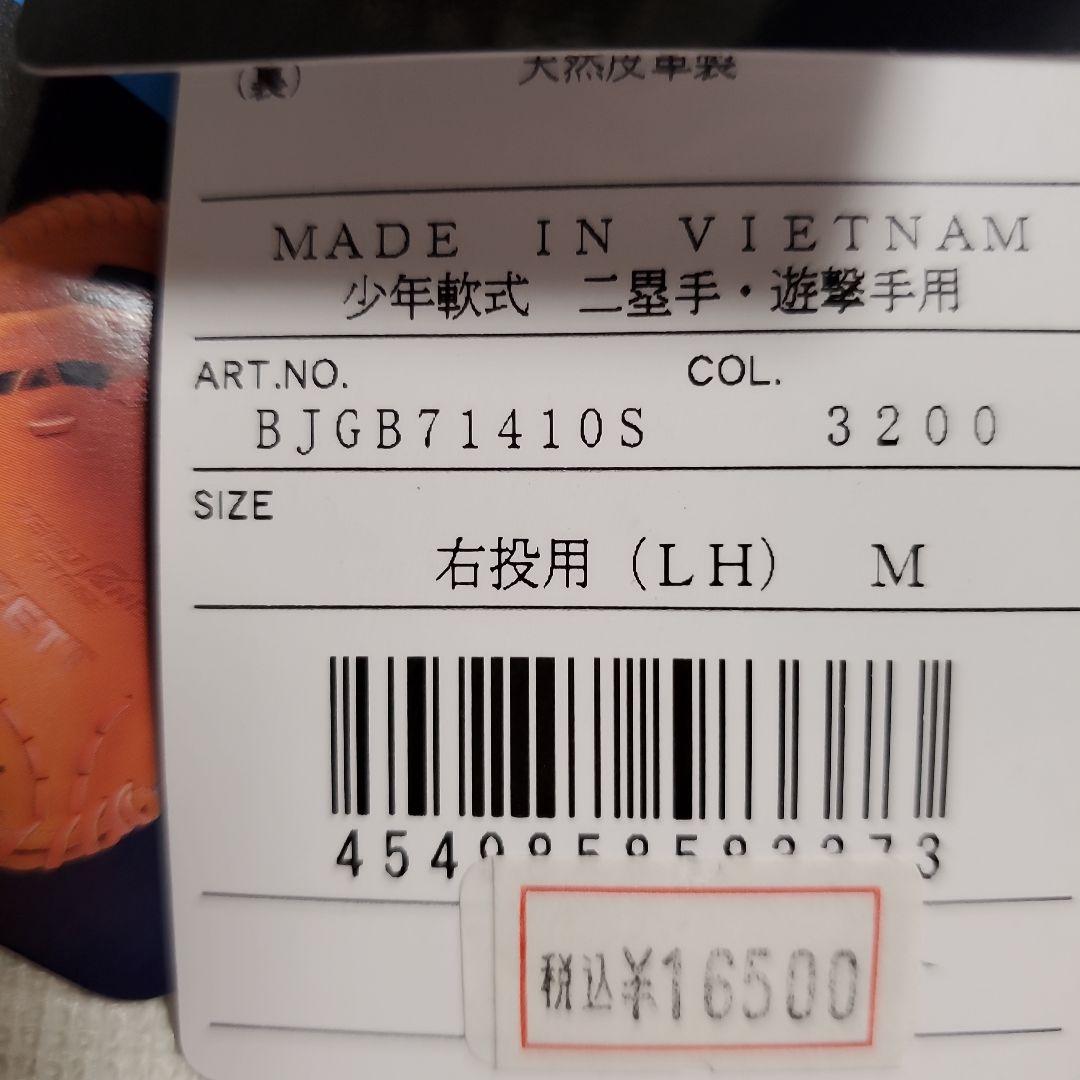 (裏) 天然皮革製
MADE IN VIETNAM
少年軟式 二塁手・遊撃手用
ART.NO. COL.
BJGB71410S 3200
SIZE
右投用(LH) M
税込¥16500